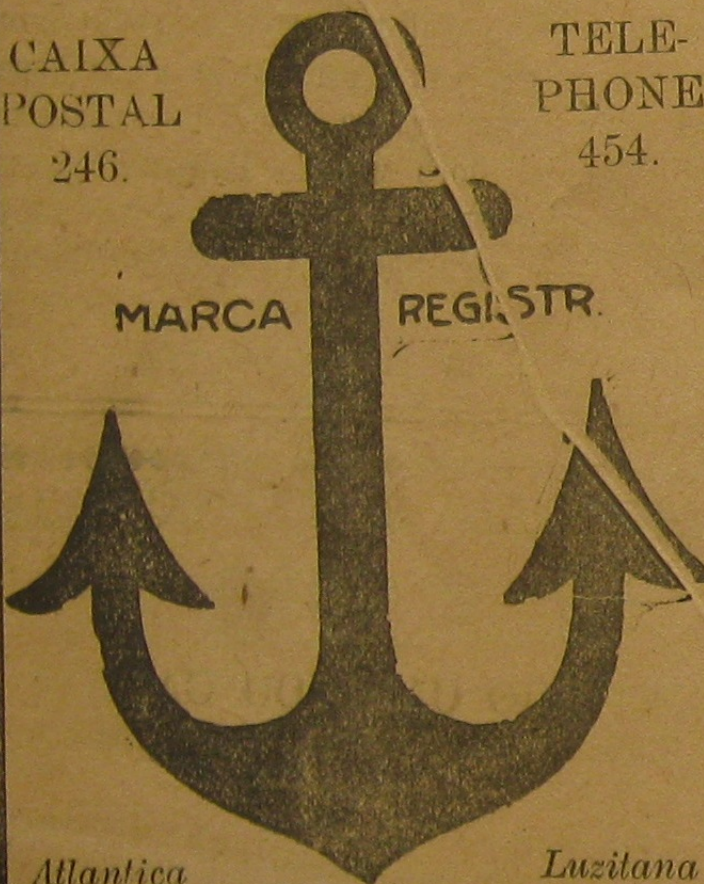 CAIXA
POSTAL
246.
TELE-
PHONE
454.
MARCA REGISTR.
Atlantica
Luzitana